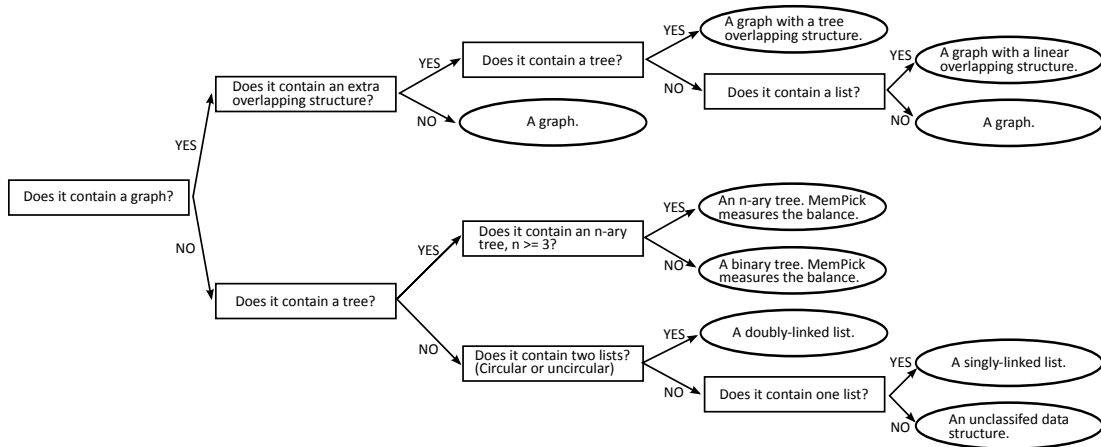 YES
A graph with a tree
overlapping structure.
YES
Does it contain a tree?
YES
A graph with a linear
overlapping structure.
Does it contain an extra
overlapping structure?
NO
Does it contain a list?
NO
A graph.
NO
A graph.
YES
Does it contain a graph?
NO
YES
An n-ary tree. MemPick
measures the balance.
Does it contain an n-ary
tree, n >= 3?
YES
NO
A binary tree. MemPick
measures the balance.
Does it contain a tree?
YES
A doubly-linked list.
NO
Does it contain two lists?
(Circular or uncircular)
YES
A singly-linked list.
NO
Does it contain one list?
NO
An unclassifed data
structure.